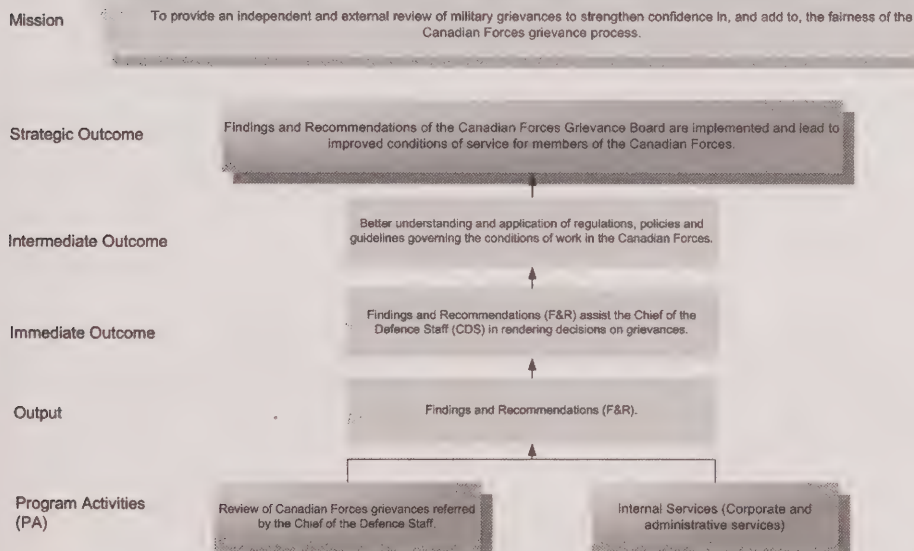 Mission
To provide an independent and external review of military grievances to strengthen confidence in, and add to, the fairness of the
Canadian Forces grievance process.
Strategic Outcome
Findings and Recommendations of the Canadian Forces Grievance Board are implemented and lead to
improved conditions of service for members of the Canadian Forces.
Intermediate Outcome
Better understanding and application of regulations, policies and
guidelines governing the conditions of work in the Canadian Forces.
Immediate Outcome
Findings and Recommendations (F&R) assist the Chief of the
Defence Staff (CDS) in rendering decisions on grievances.
Output
Findings and Recommendations (F&R).
Program Activities
(PA)
Review of Canadian Forces grievances referred
by the Chief of the Defence Staff.
Internal Services (Corporate and
administrative services)